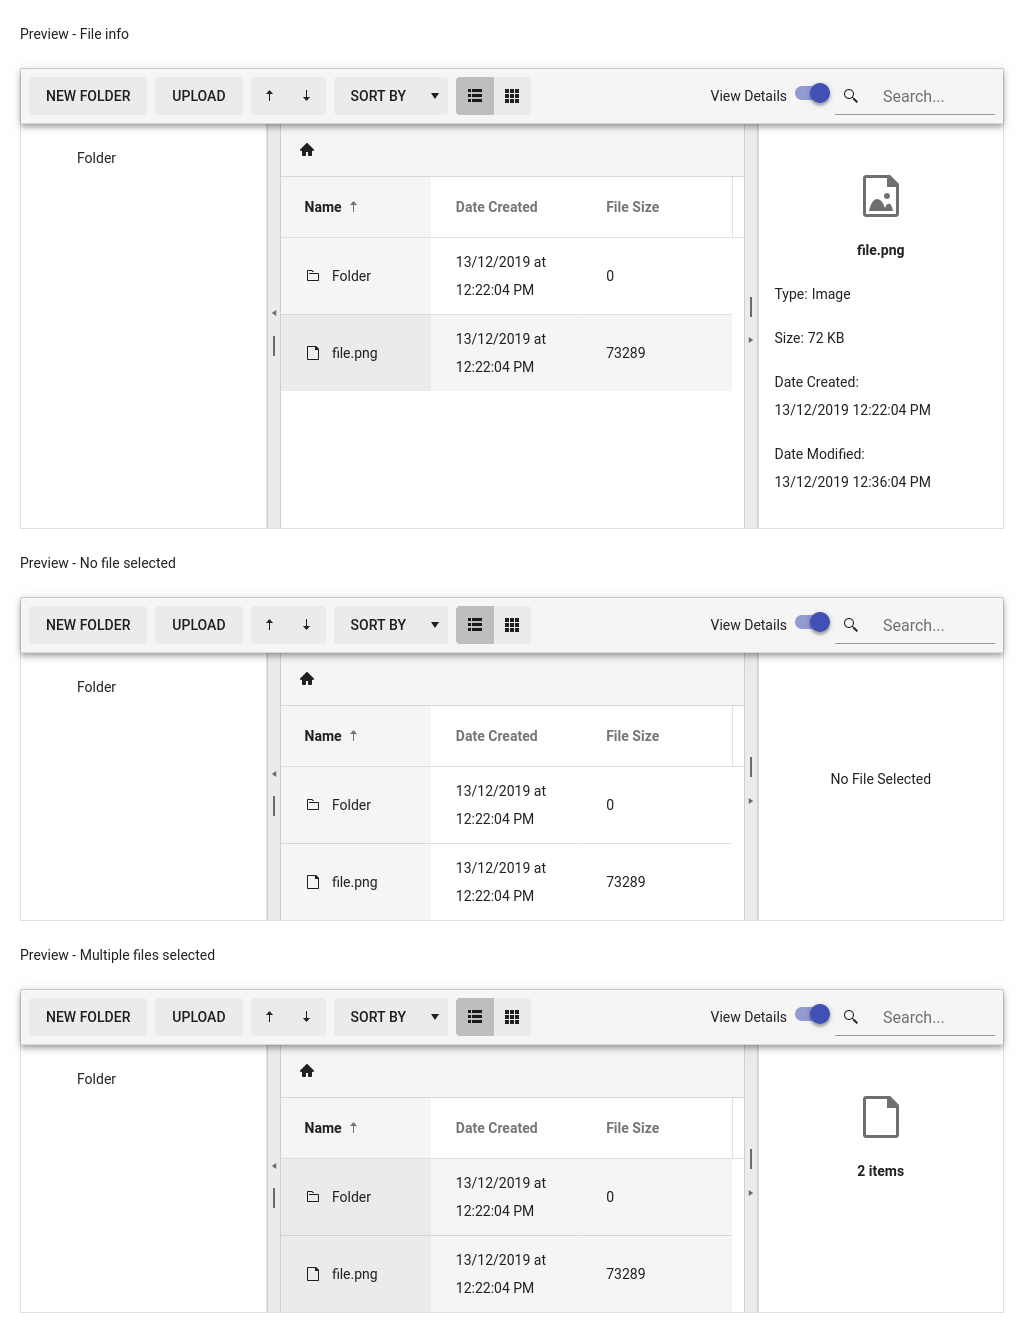 Preview - File info
NEW FOLDER UPLOAD SORT BY View Details Search...
Folder
Name Date Created File Size
Folder 13/12/2019 at 12:22:04 PM 0
file.png 13/12/2019 at 12:22:04 PM 73289
file.png
Type: Image
Size: 72 KB
Date Created:
13/12/2019 12:22:04 PM
Date Modified:
13/12/2019 12:36:04 PM
Preview - No file selected
NEW FOLDER UPLOAD SORT BY View Details Search...
Folder
Name Date Created File Size
Folder 13/12/2019 at 12:22:04 PM 0
file.png 13/12/2019 at 12:22:04 PM 73289
No File Selected
Preview - Multiple files selected
NEW FOLDER UPLOAD SORT BY View Details Search...
Folder
Name Date Created File Size
Folder 13/12/2019 at 12:22:04 PM 0
file.png 13/12/2019 at 12:22:04 PM 73289
2 items